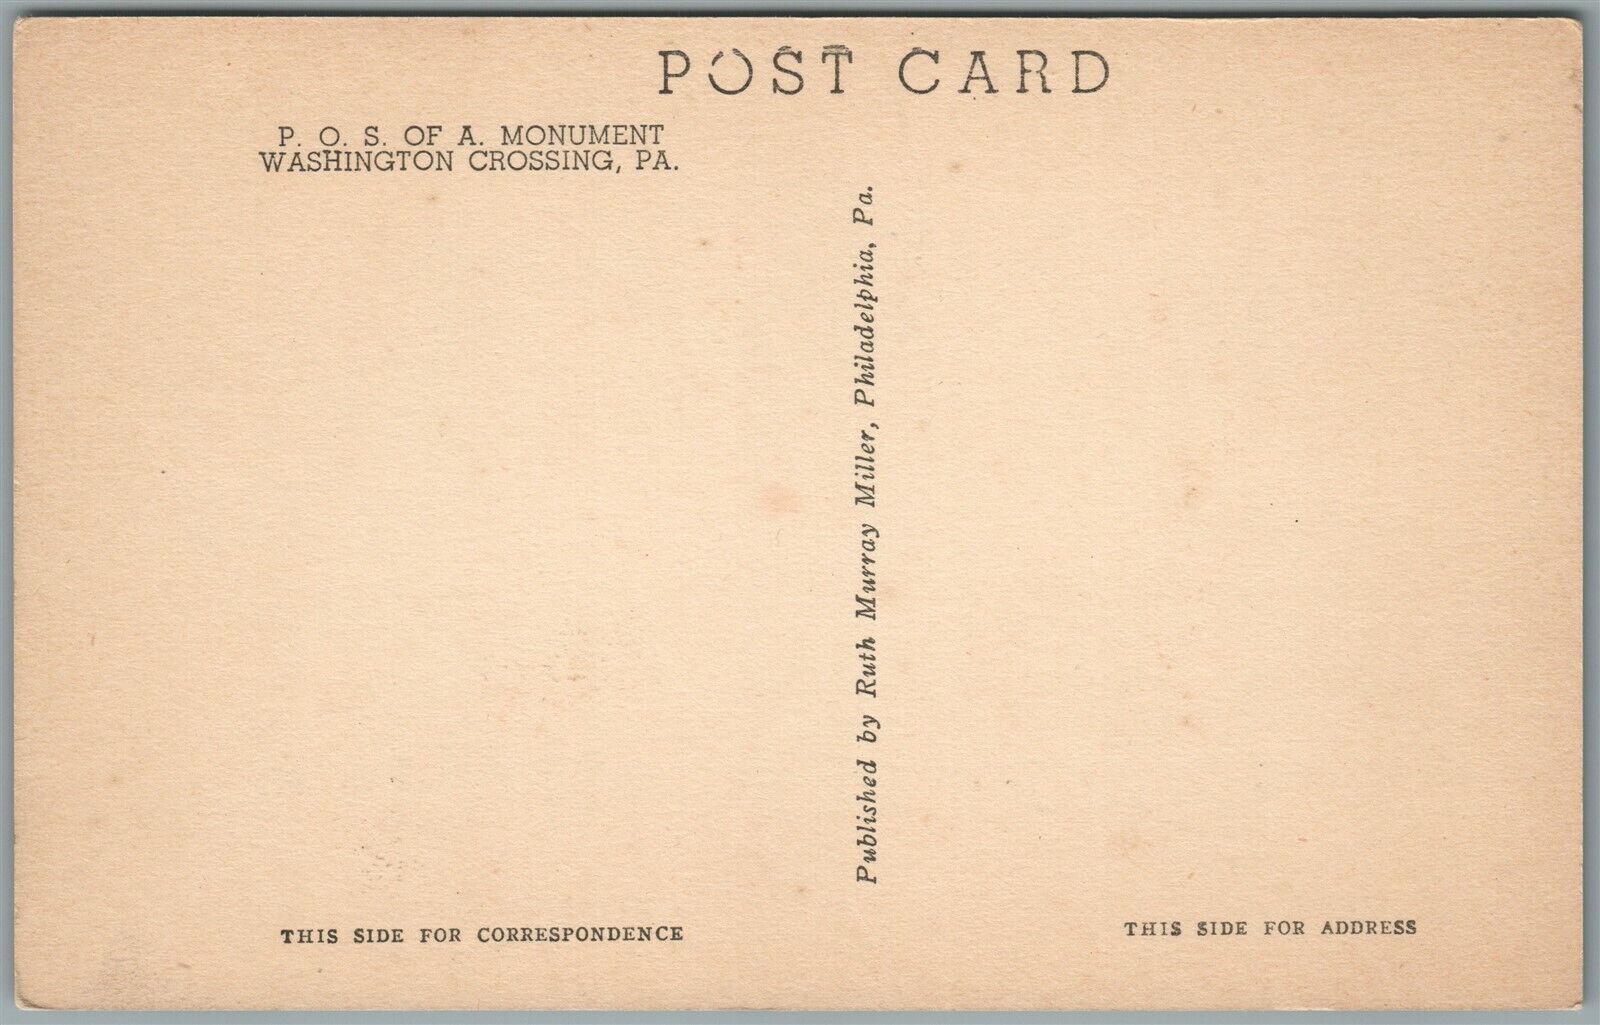 POST CARD
P. O. S. OF A. MONUMENT
WASHINGTON CROSSING, PA.
Published by Ruth Murray Miller, Philadelphia, Pa.
THIS SIDE FOR CORRESPONDENCE
THIS SIDE FOR ADDRESS